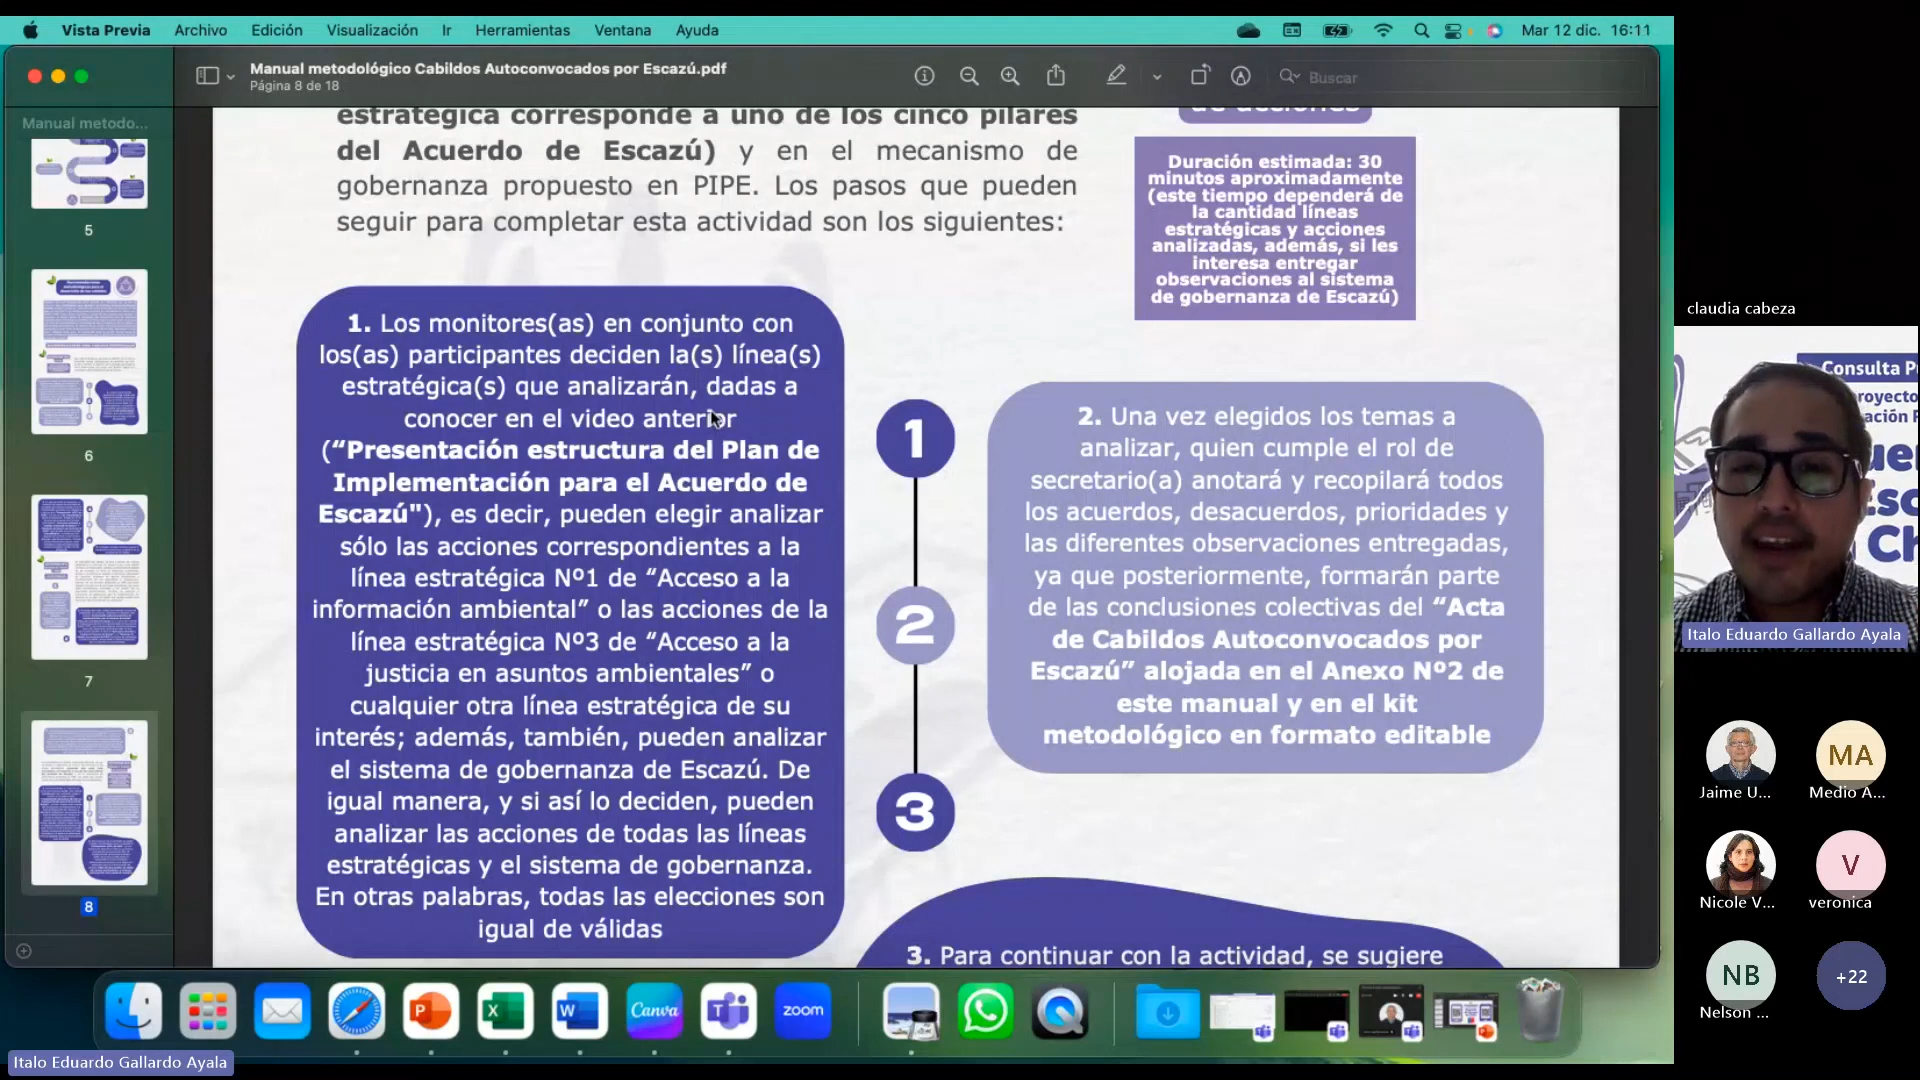 Vista Previa Archivo Edición Visualización Ir Herramientas Ventana Ayuda Mar 12 dic. 16:11
Manual metodológico Cabildos Autoconvocados por Escazú.pdf
Página 8 de 18
Buscar
Manual metodo...
5
6
7
8
estratégica corresponde a uno de los cinco pilares
del Acuerdo de Escazú) y en el mecanismo de
gobernanza propuesto en PIPE. Los pasos que pueden
seguir para completar esta actividad son los siguientes:
de acciones
Duración estimada: 30
minutos aproximadamente
(este tiempo dependerá de
la cantidad líneas
estratégicas y acciones
analizadas, además, si les
interesa entregar
observaciones al sistema
de gobernanza de Escazú)
1. Los monitores(as) en conjunto con
los(as) participantes deciden la(s) línea(s)
estratégica(s) que analizarán, dadas a
conocer en el video anterior
(“Presentación estructura del Plan de
Implementación para el Acuerdo de
Escazú"), es decir, pueden elegir analizar
sólo las acciones correspondientes a la
línea estratégica Nº1 de “Acceso a la
información ambiental” o las acciones de la
línea estratégica Nº3 de “Acceso a la
justicia en asuntos ambientales” o
cualquier otra línea estratégica de su
interés; además, también, pueden analizar
el sistema de gobernanza de Escazú. De
igual manera, y si así lo deciden, pueden
analizar las acciones de todas las líneas
estratégicas y el sistema de gobernanza.
En otras palabras, todas las elecciones son
igual de válidas
1
2
3
2. Una vez elegidos los temas a
analizar, quien cumple el rol de
secretario(a) anotará y recopilará todos
los acuerdos, desacuerdos, prioridades y
las diferentes observaciones entregadas,
ya que posteriormente, formarán parte
de las conclusiones colectivas del “Acta
de Cabildos Autoconvocados por
Escazú” alojada en el Anexo Nº2 de
este manual y en el kit
metodológico en formato editable
3. Para continuar con la actividad, se sugiere
claudia cabeza
Consulta
Italo Eduardo Gallardo Ayala
Jaime U...
MA
Medio A...
Nicole V...
V
veronica
NB
Nelson ...
+22
Canva
zoom
Italo Eduardo Gallardo Ayala